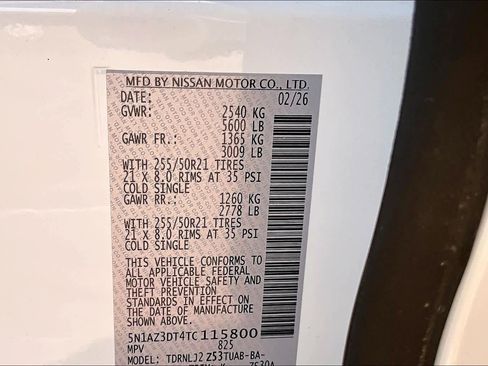 MFD BY NISSAN MOTOR CO., LTD.
DATE: 02/26
GVWR: 2540 KG
5600 LB
GAWR FR.: 1365 KG
3009 LB
WITH 255/50R21 TIRES
21 X 8.0 RIMS AT 35 PSI
COLD SINGLE
GAWR RR.: 1260 KG
2778 LB
WITH 255/50R21 TIRES
21 X 8.0 RIMS AT 35 PSI
COLD SINGLE
THIS VEHICLE CONFORMS TO
ALL APPLICABLE FEDERAL
MOTOR VEHICLE SAFETY AND
THEFT PREVENTION
STANDARDS IN EFFECT ON
THE DATE OF MANUFACTURE
SHOWN ABOVE.
5N1AZ3DT4TC115800
MPV 825
MODEL: TDRNLJ2 Z53TUAB-BA-